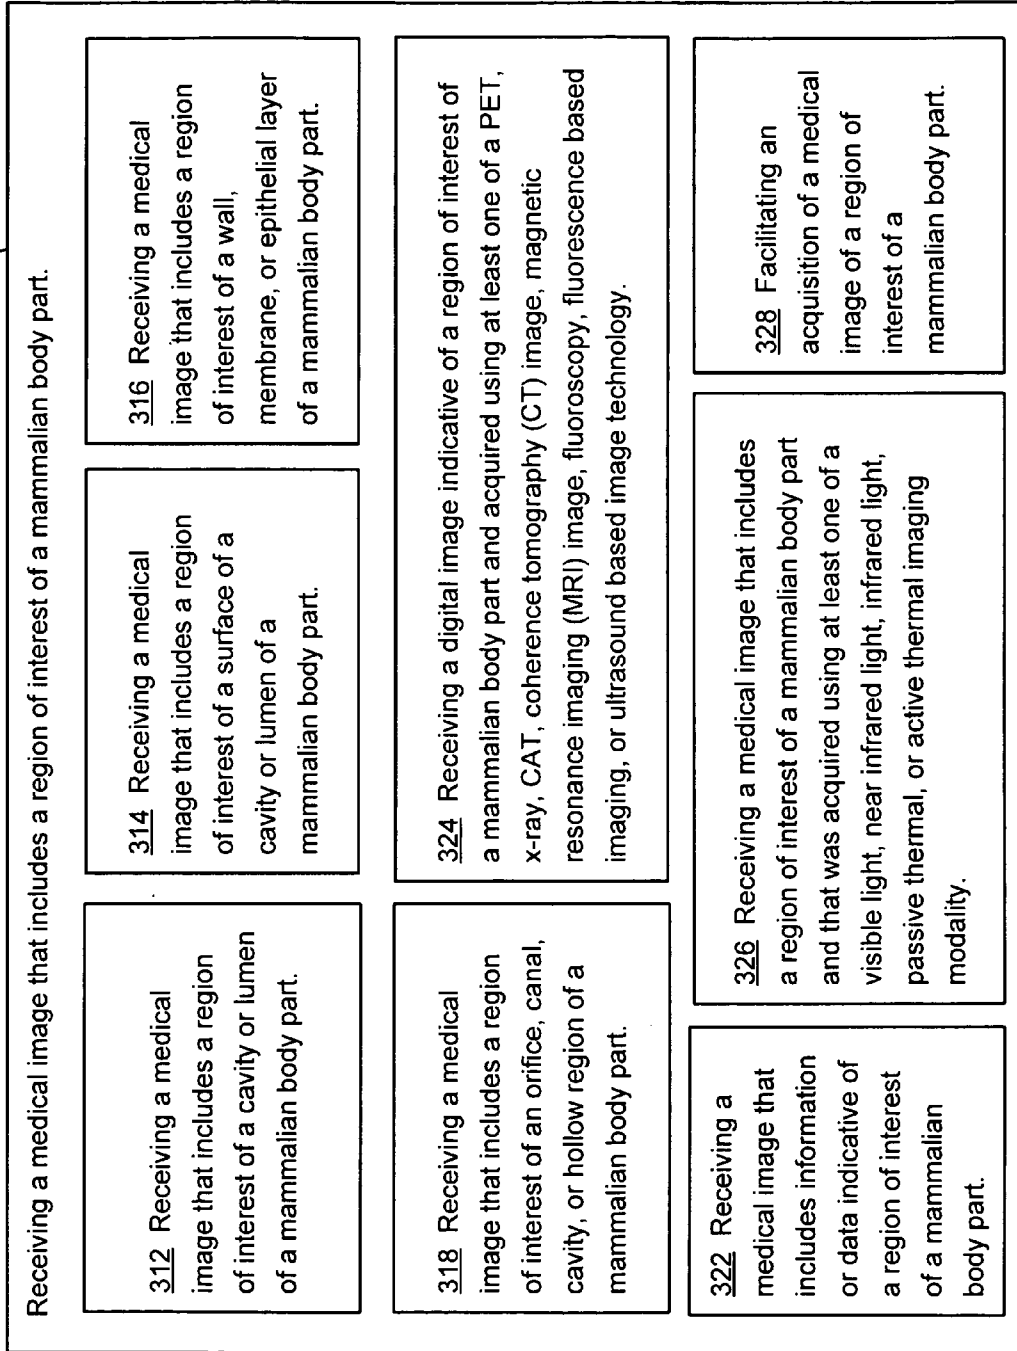 Receiving a medical image that includes a region of interest of a mammalian body part.
312 Receiving a medical
image that includes a region
of interest of a cavity or lumen
of a mammalian body part.
314 Receiving a medical
image that includes a region
of interest of a surface of a
cavity or lumen of a
mammalian body part.
316 Receiving a medical
image that includes a region
of interest of a wall,
membrane, or epithelial layer
of a mammalian body part.
318 Receiving a medical
image that includes a region
of interest of an orifice, canal,
cavity, or hollow region of a
mammalian body part.
324 Receiving a digital image indicative of a region of interest of
a mammalian body part and acquired using at least one of a PET,
x-ray, CAT, coherence tomography (CT) image, magnetic
resonance imaging (MRI) image, fluoroscopy, fluorescence based
imaging, or ultrasound based image technology.
322 Receiving a
medical image that
includes information
or data indicative of
a region of interest
of a mammalian
body part.
326 Receiving a medical image that includes
a region of interest of a mammalian body part
and that was acquired using at least one of a
visible light, near infrared light, infrared light,
passive thermal, or active thermal imaging
modality.
328 Facilitating an
acquisition of a medical
image of a region of
interest of a
mammalian body part.